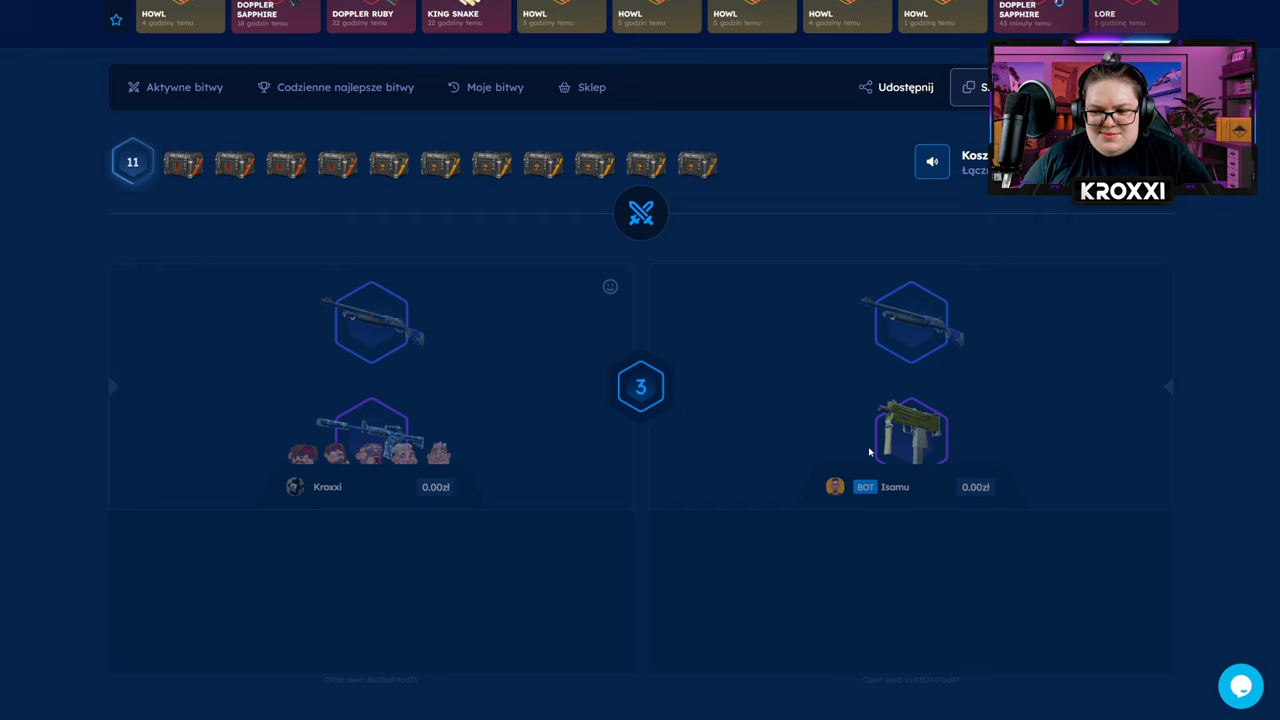 HOWL
4 godziny temu
DOPPLER
SAPPHIRE
18 godzin temu
DOPPLER RUBY
22 godziny temu
KING SNAKE
22 godziny temu
HOWL
3 godziny temu
HOWL
5 godzin temu
HOWL
5 godzin temu
HOWL
4 godziny temu
HOWL
1 godzinę temu
DOPPLER
SAPPHIRE
43 minuty temu
LORE
1 godzinę temu
Aktywne bitwy
Codzienne najlepsze bitwy
Moje bitwy
Sklep
Udostępnij
S
KROXXI
11
Kosz
Łączn
3
Kroxxi
0.00zł
BOT Isamu
0.00zł